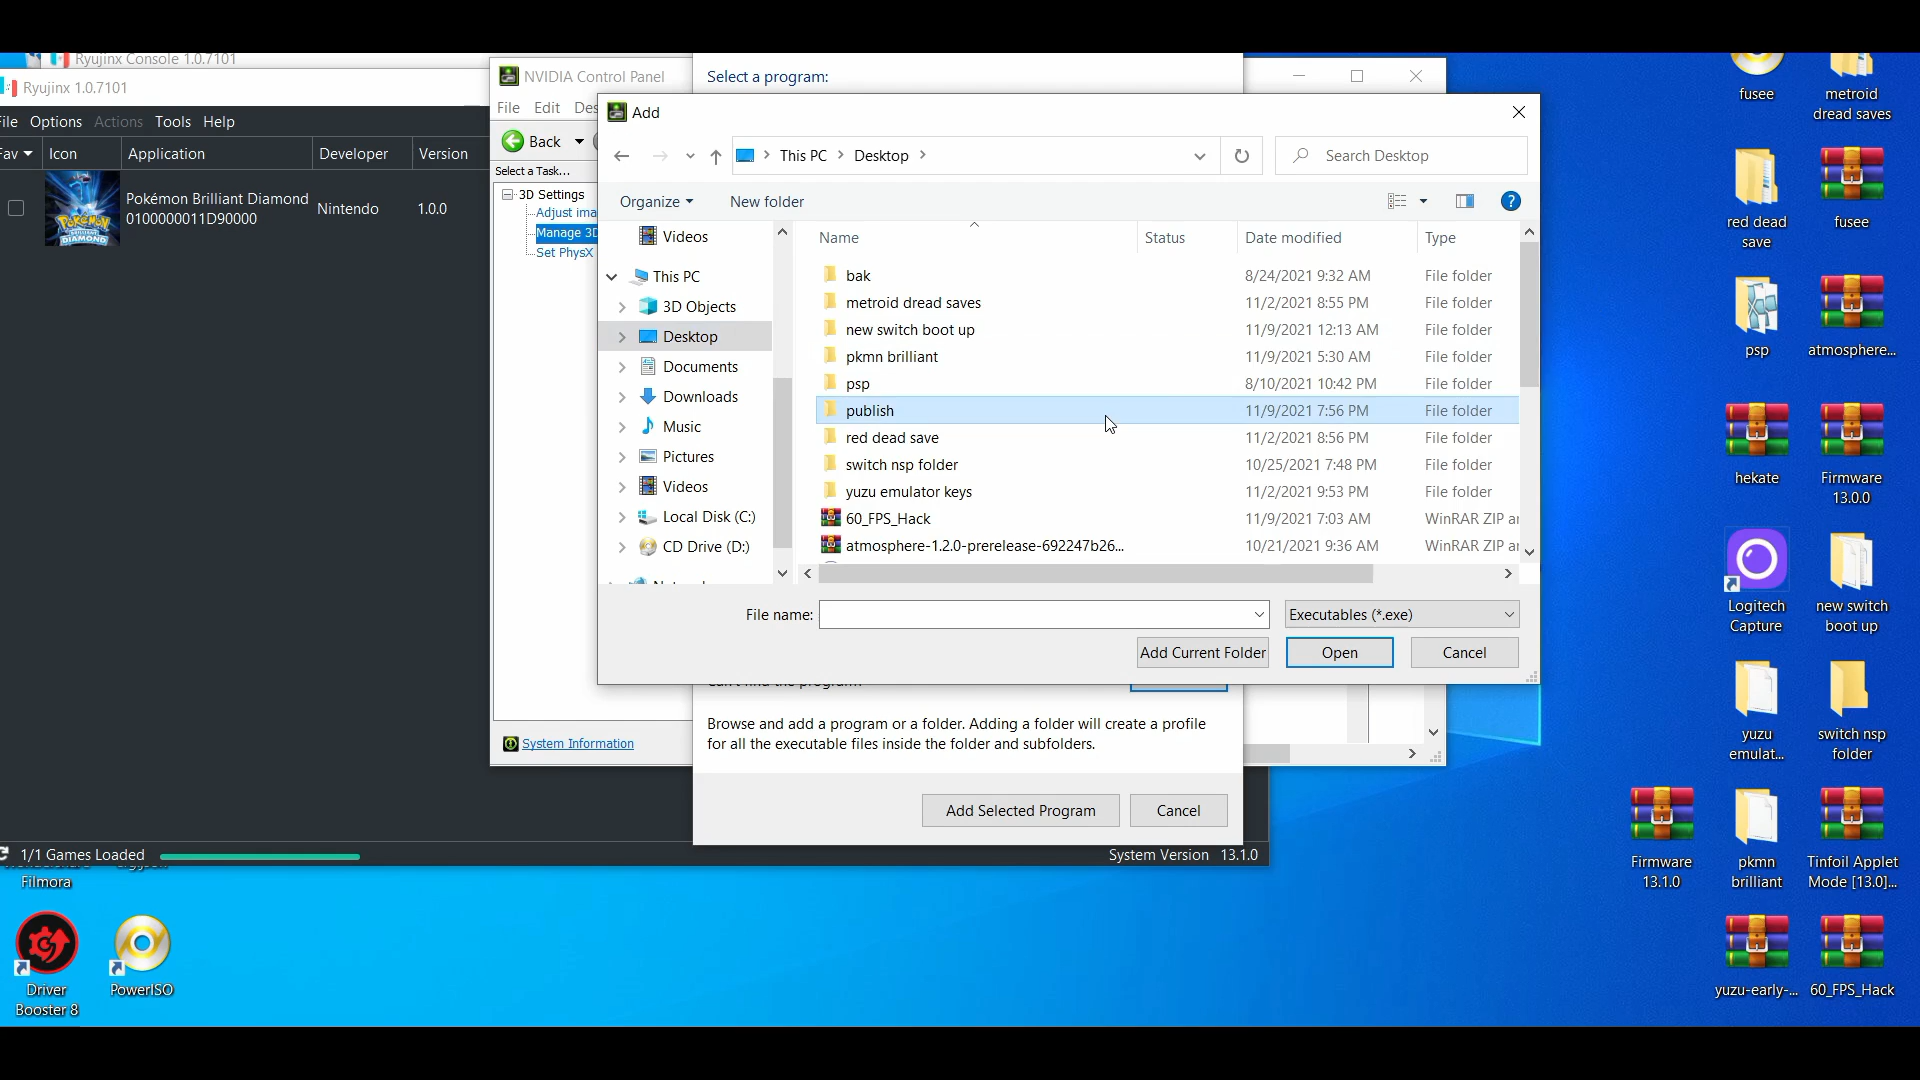 Ryujinx Console 1.0.7101
Ryujinx 1.0.7101
File Options Actions Tools Help
Fav Icon Application Developer Version
Pokémon Brilliant Diamond
0100000011D90000
Nintendo
1.0.0
POKÉMON
BRILLIANT
DIAMOND
1/1 Games Loaded
System Version 13.1.0
NVIDIA Control Panel
File Edit Des
Back
Select a Task...
3D Settings
Adjust ima
Manage 3D
Set PhysX
System Information
Select a program:
Add
This PC Desktop
Search Desktop
Organize New folder
Videos
This PC
3D Objects
Desktop
Documents
Downloads
Music
Pictures
Videos
Local Disk (C:)
CD Drive (D:)
Name Status Date modified Type
bak 8/24/2021 9:32 AM File folder
metroid dread saves 11/2/2021 8:55 PM File folder
new switch boot up 11/9/2021 12:13 AM File folder
pkmn brilliant 11/9/2021 5:30 AM File folder
psp 8/10/2021 10:42 PM File folder
publish 11/9/2021 7:56 PM File folder
red dead save 11/2/2021 8:56 PM File folder
switch nsp folder 10/25/2021 7:48 PM File folder
yuzu emulator keys 11/2/2021 9:53 PM File folder
60_FPS_Hack 11/9/2021 7:03 AM WinRAR ZIP ar
atmosphere-1.2.0-prerelease-692247b26... 10/21/2021 9:36 AM WinRAR ZIP ar
File name:
Executables (*.exe)
Add Current Folder Open Cancel
Browse and add a program or a folder. Adding a folder will create a profile
for all the executable files inside the folder and subfolders.
Add Selected Program Cancel
fusee
metroid
dread saves
red dead
save
fusee
psp
atmosphere...
hekate
Firmware
13.0.0
Logitech
Capture
new switch
boot up
yuzu
emulat...
switch nsp
folder
Firmware
13.1.0
pkmn
brilliant
Tinfoil Applet
Mode [13.0]...
yuzu-early-...
60_FPS_Hack
Filmora
Driver
Booster 8
PowerISO